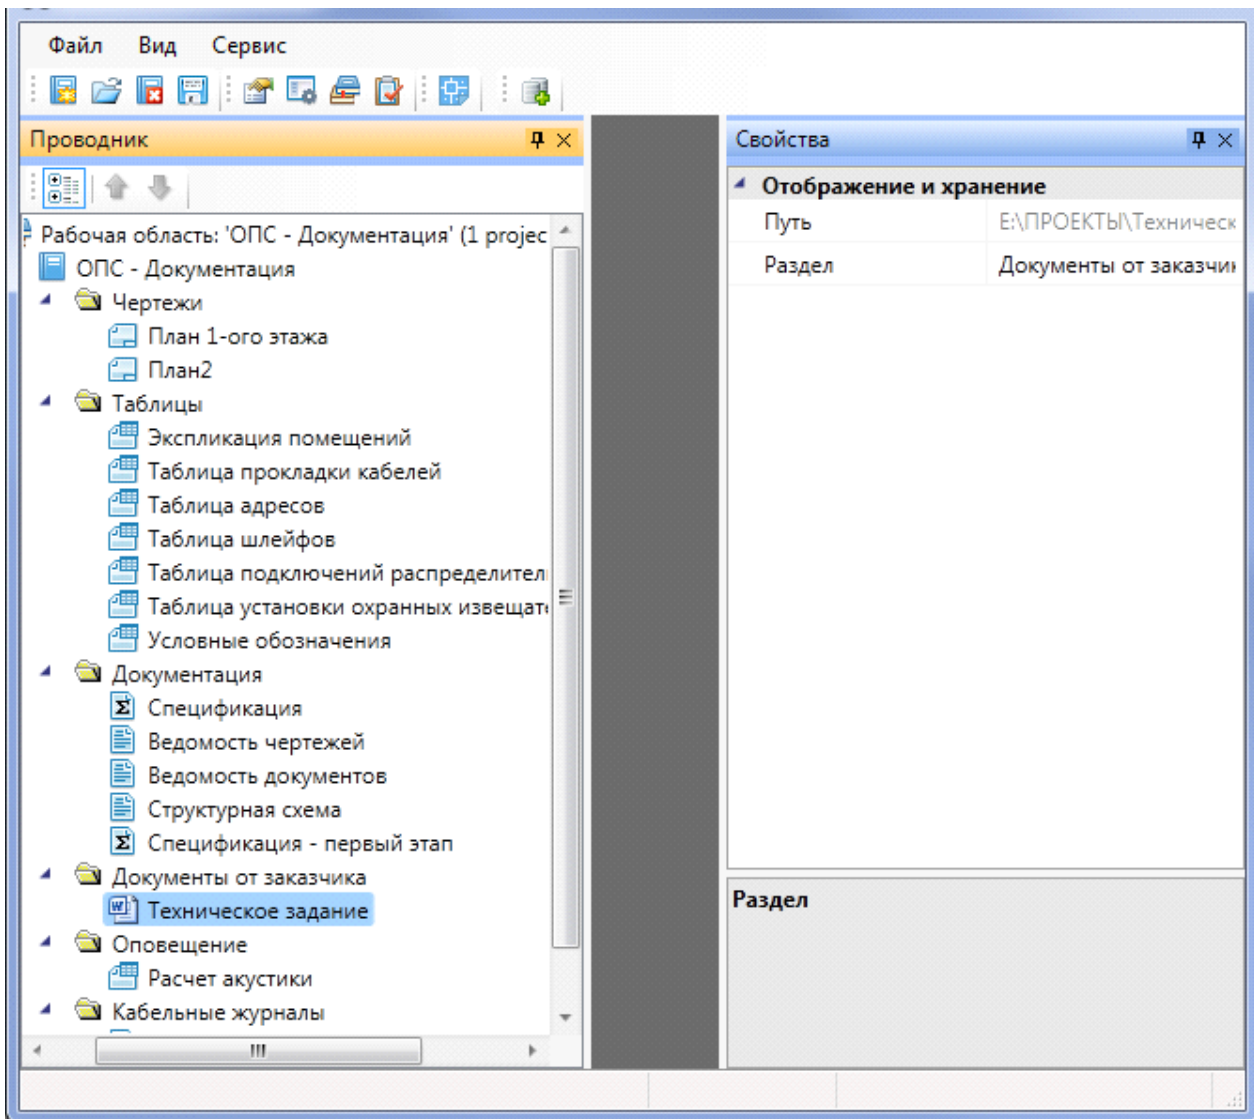 Файл Вид Сервис
Проводник
Рабочая область: 'ОПС - Документация' (1 projec
ОПС - Документация
Чертежи
План 1-ого этажа
План2
Таблицы
Экспликация помещений
Таблица прокладки кабелей
Таблица адресов
Таблица шлейфов
Таблица подключений распределител
Таблица установки охранных извещат
Условные обозначения
Документация
Спецификация
Ведомость чертежей
Ведомость документов
Структурная схема
Спецификация - первый этап
Документы от заказчика
Техническое задание
Оповещение
Расчет акустики
Кабельные журналы
Свойства
Отображение и хранение
Путь E:\ПРОЕКТЫ\Техническ
Раздел Документы от заказчи
Раздел